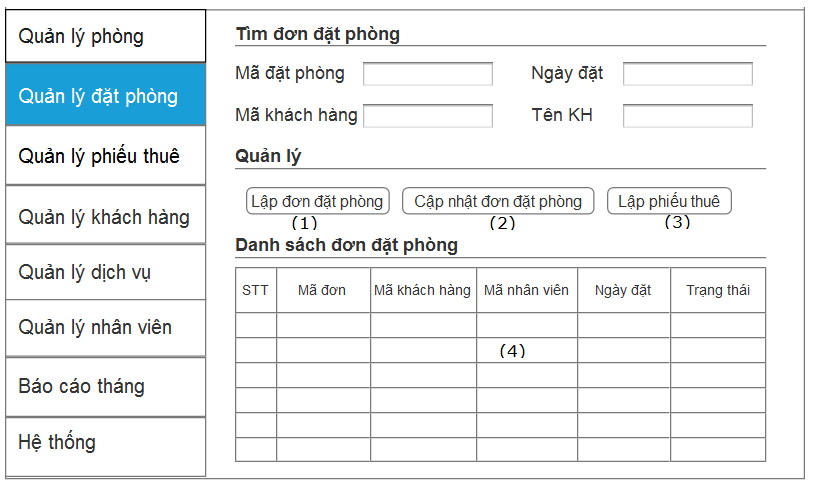 Quản lý phòng
Quản lý đặt phòng
Quản lý phiếu thuê
Quản lý khách hàng
Quản lý dịch vụ
Quản lý nhân viên
Báo cáo tháng
Hệ thống
Tìm đơn đặt phòng
Mã đặt phòng Ngày đặt
Mã khách hàng Tên KH
Quản lý
Lập đơn đặt phòng Cập nhật đơn đặt phòng Lập phiếu thuê
(1) (2) (3)
Danh sách đơn đặt phòng
STT Mã đơn Mã khách hàng Mã nhân viên Ngày đặt Trạng thái
(4)